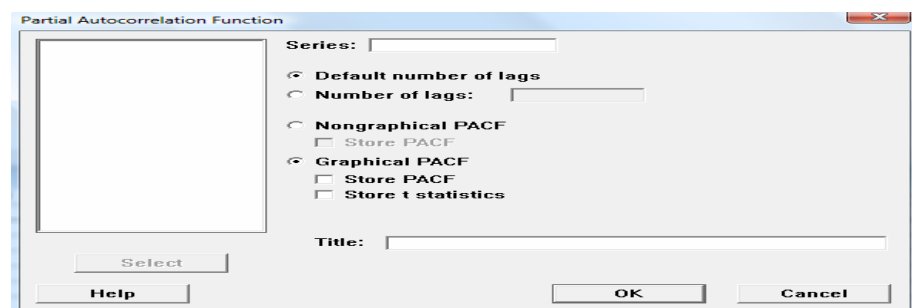 Partial Autocorrelation Function
Series:
Default number of lags
Number of lags:
Nongraphical PACF
Store PACF
Graphical PACF
Store PACF
Store t statistics
Title:
Select
Help
OK
Cancel